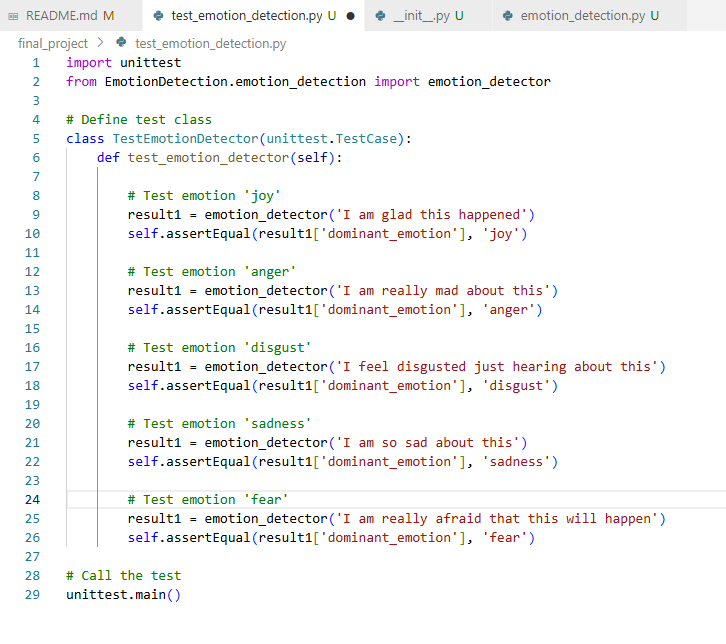 README.md M test_emotion_detection.py U ● __init__.py U emotion_detection.py U
final_project > test_emotion_detection.py
1 import unittest
2 from EmotionDetection.emotion_detection import emotion_detector
3
4 # Define test class
5 class TestEmotionDetector(unittest.TestCase):
6     def test_emotion_detector(self):
7
8         # Test emotion 'joy'
9         result1 = emotion_detector('I am glad this happened')
10         self.assertEqual(result1['dominant_emotion'], 'joy')
11
12         # Test emotion 'anger'
13         result1 = emotion_detector('I am really mad about this')
14         self.assertEqual(result1['dominant_emotion'], 'anger')
15
16         # Test emotion 'disgust'
17         result1 = emotion_detector('I feel disgusted just hearing about this')
18         self.assertEqual(result1['dominant_emotion'], 'disgust')
19
20         # Test emotion 'sadness'
21         result1 = emotion_detector('I am so sad about this')
22         self.assertEqual(result1['dominant_emotion'], 'sadness')
23
24         # Test emotion 'fear'
25         result1 = emotion_detector('I am really afraid that this will happen')
26         self.assertEqual(result1['dominant_emotion'], 'fear')
27
28 # Call the test
29 unittest.main()